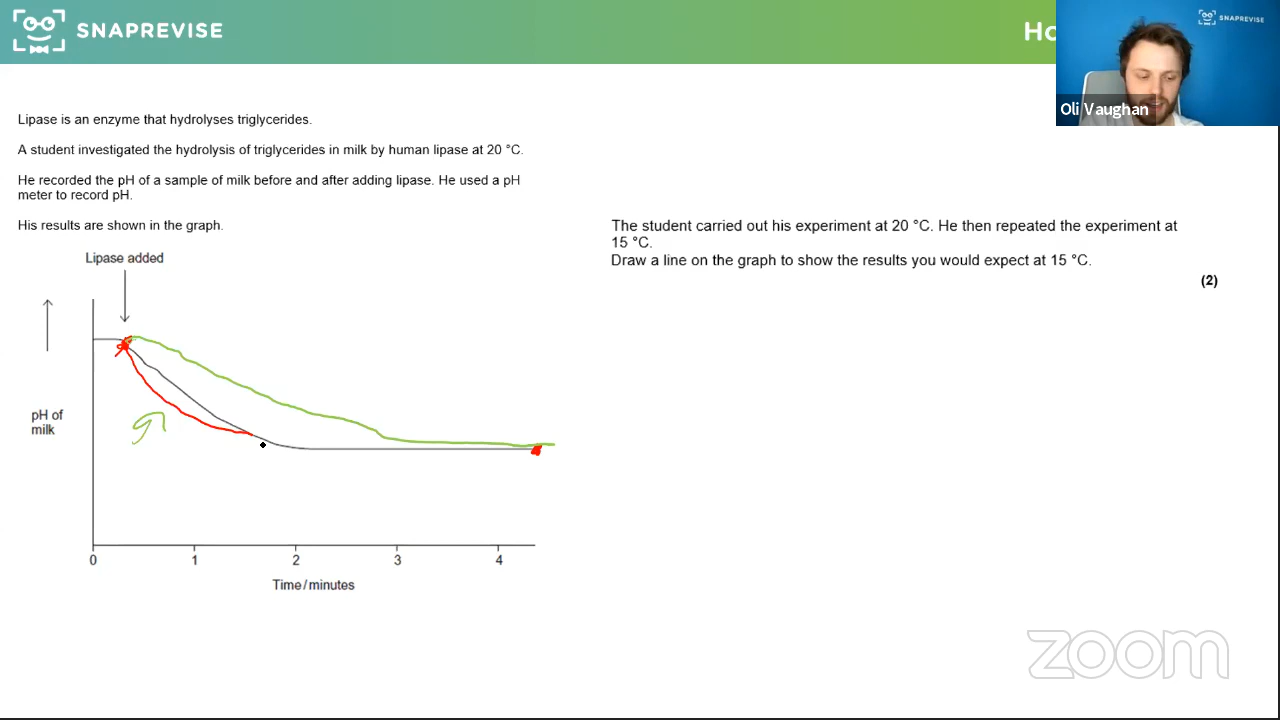 SNAPREVISE
Ho
SNAPREVISE
Oli Vaughan
Lipase is an enzyme that hydrolyses triglycerides.
A student investigated the hydrolysis of triglycerides in milk by human lipase at 20 °C.
He recorded the pH of a sample of milk before and after adding lipase. He used a pH
meter to record pH.
His results are shown in the graph.
Lipase added
pH of
milk
0 1 2 3 4
Time/minutes
The student carried out his experiment at 20 °C. He then repeated the experiment at
15 °C.
Draw a line on the graph to show the results you would expect at 15 °C.
(2)
zoom